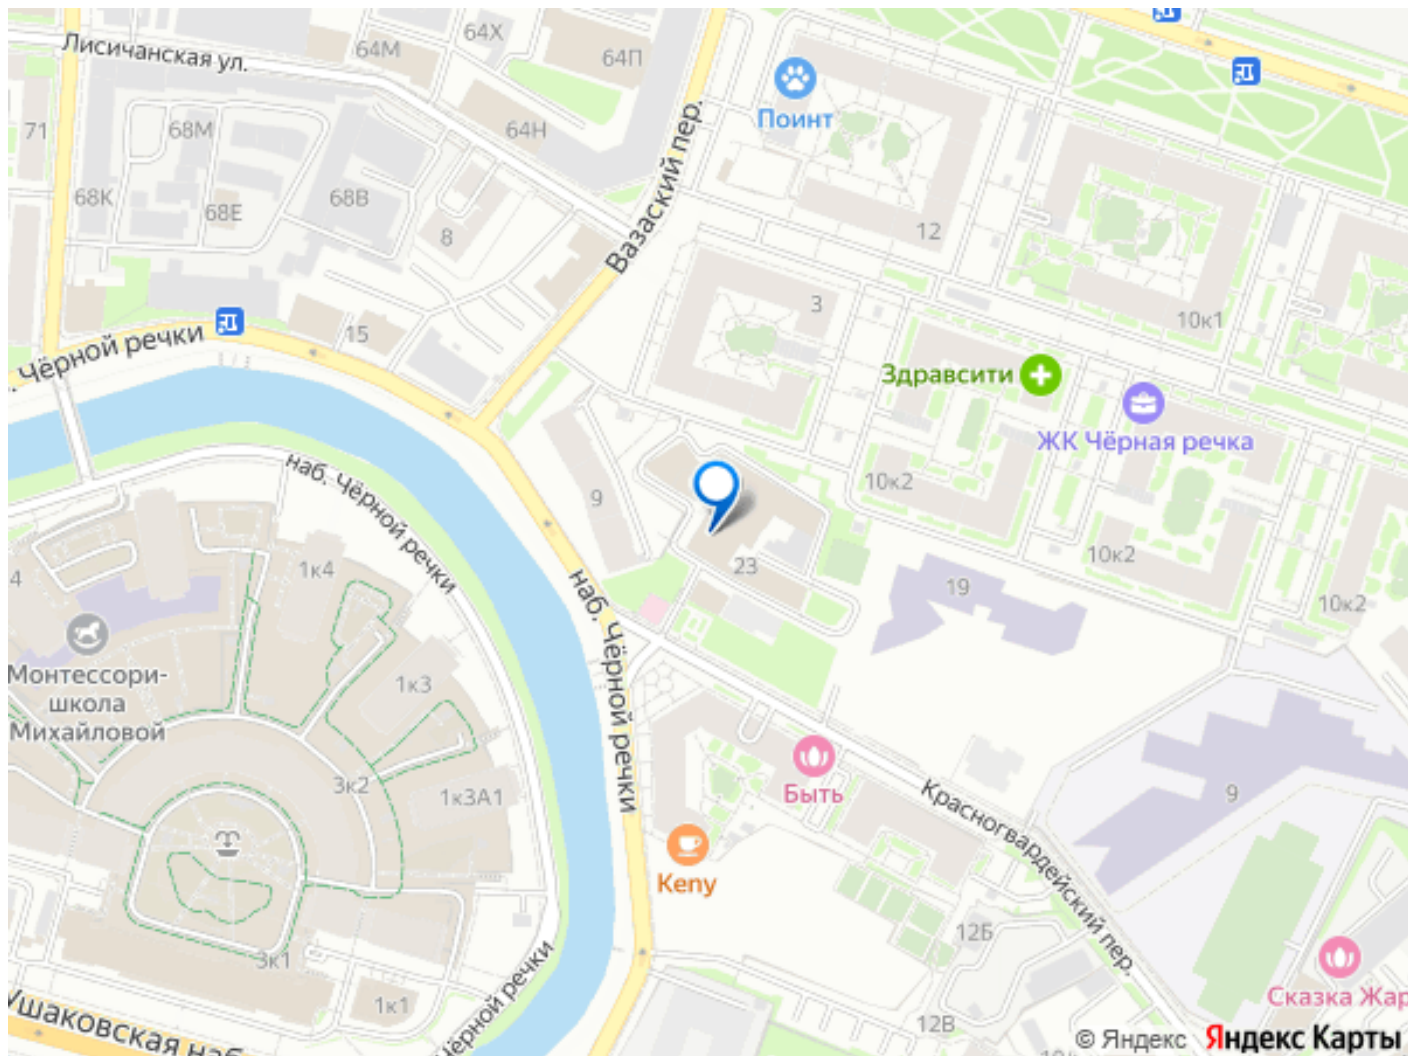 64Х
Лисичанская ул.
64М
64П
Поинт
71
68М
64Н
Вазаский пер.
68К
68Е
68В
8
12
3
10к1
15
. Чёрной речки
Здравсити
ЖК Чёрная речка
наб. Чёрной речки
9
10к2
23
10к2
19
10к2
1к4
4
наб. Чёрной речки
Монтессори-
школа
Михайловой
1к3
3к2
1к3А1
Быть
Красногвардейский пер.
9
Keny
12Б
3к1
1к1
Чёрной речки
Ушаковская наб
12В
Сказка Жар
© Яндекс Яндекс Карты